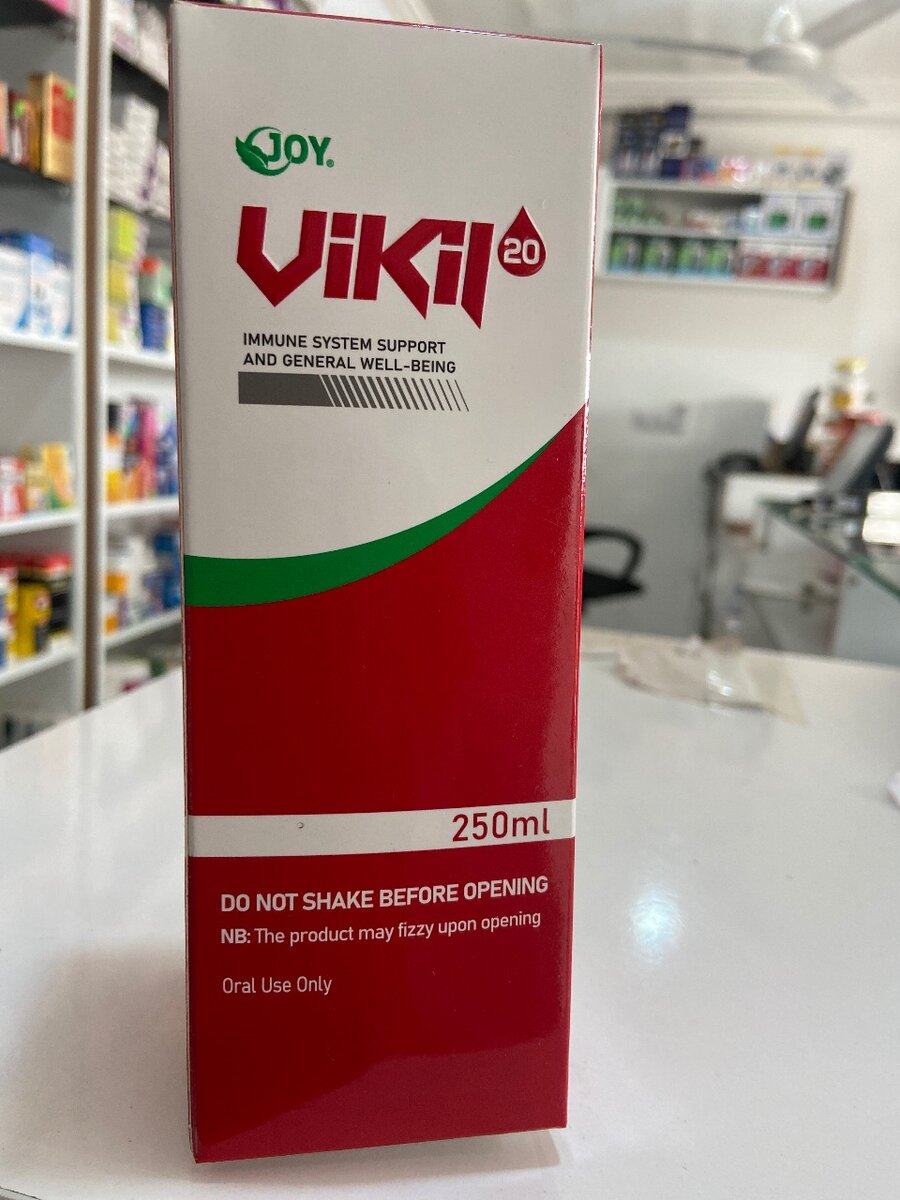 JOY®
Vikil 20
IMMUNE SYSTEM SUPPORT
AND GENERAL WELL-BEING
250ml
DO NOT SHAKE BEFORE OPENING
NB: The product may fizzy upon opening
Oral Use Only